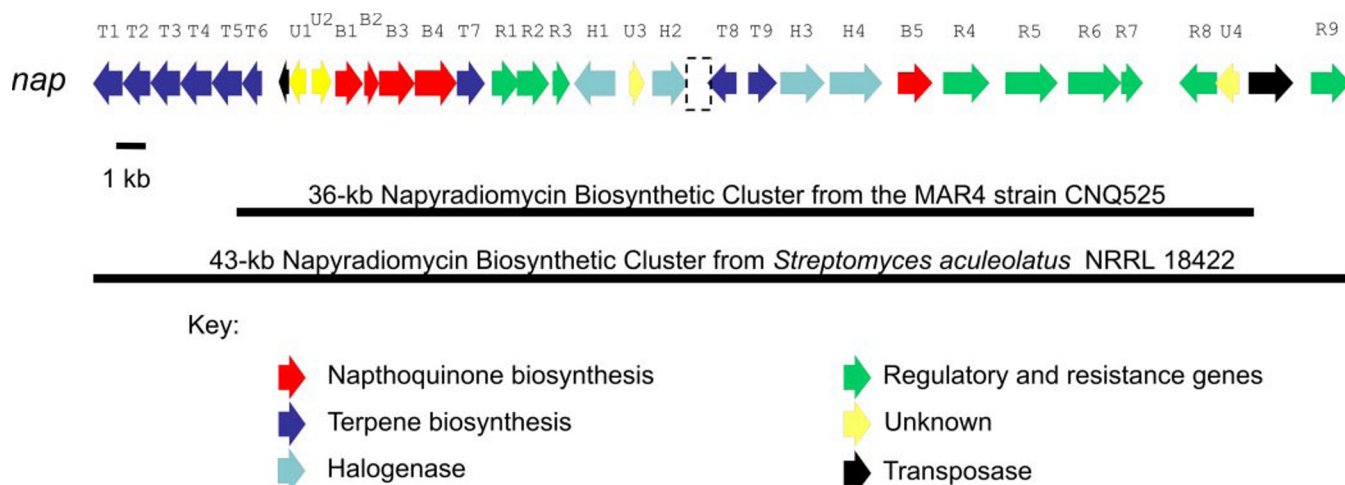 T1 T2 T3 T4 T5 T6 U1 U2 B1 B2 B3 B4 T7 R1 R2 R3 H1 U3 H2 T8 T9 H3 H4 B5 R4 R5 R6 R7 R8 U4 R9
nap
1 kb
36-kb Napyradiomycin Biosynthetic Cluster from the MAR4 strain CNQ525
43-kb Napyradiomycin Biosynthetic Cluster from Streptomyces aculeolatus NRRL 18422
Key:
Napthoquinone biosynthesis
Regulatory and resistance genes
Terpene biosynthesis
Unknown
Halogenase
Transposase